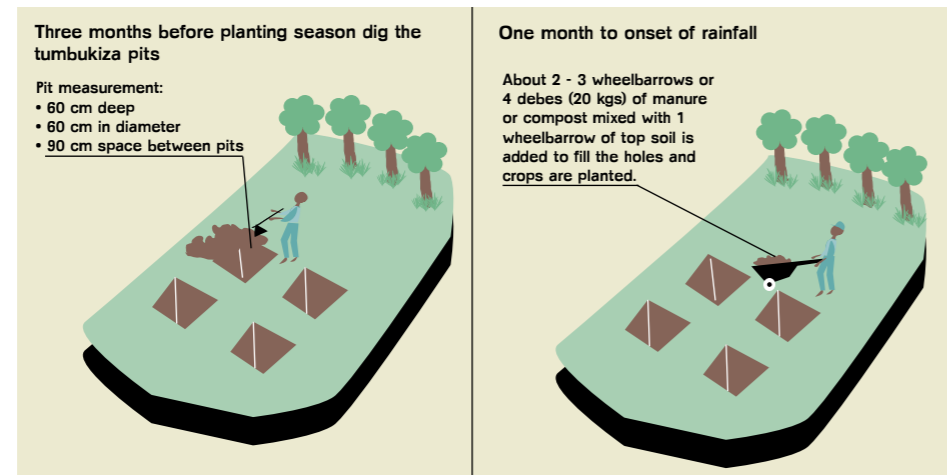 Three months before planting season dig the
tumbukiza pits
Pit measurement:
• 60 cm deep
• 60 cm in diameter
• 90 cm space between pits
One month to onset of rainfall
About 2 - 3 wheelbarrows or
4 debes (20 kgs) of manure
or compost mixed with 1
wheelbarrow of top soil is
added to fill the holes and
crops are planted.